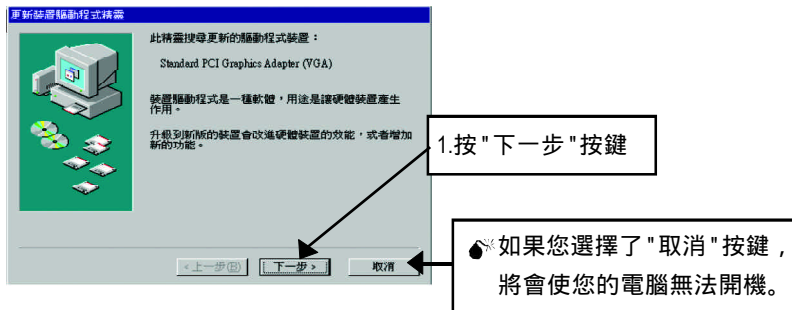 更新裝置驅動程式精靈
此精靈搜尋更新的驅動程式裝置：
Standard PCI Graphics Adapter (VGA)
裝置驅動程式是一種軟體，用途是讓硬體裝置產生
作用。
升級到新版的裝置會改進硬體裝置的效能，或者增加
新的功能。
1.按"下一步"按鍵
<上一步(B) 下一步> 取消
如果您選擇了"取消"按鍵，
將會使您的電腦無法開機。